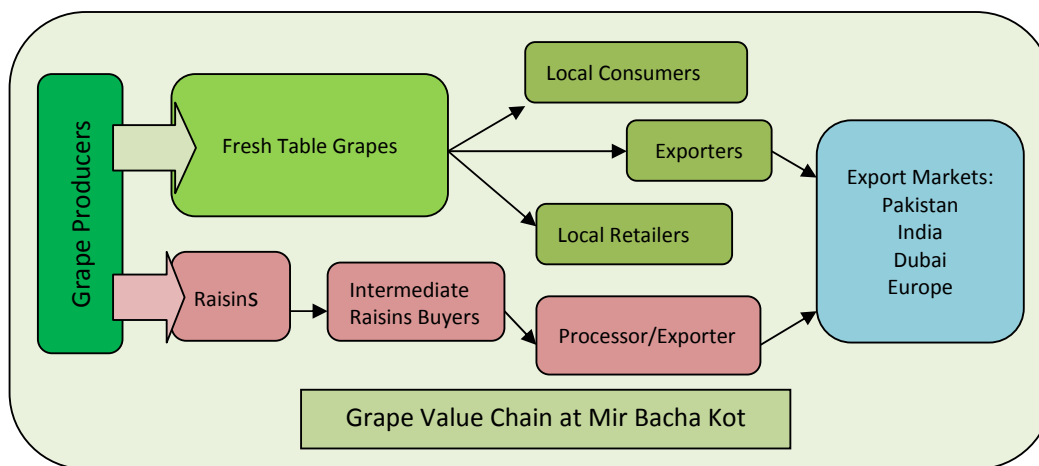 Grape Producers
Fresh Table Grapes
Local Consumers
Exporters
Local Retailers
Export Markets:
Pakistan
India
Dubai
Europe
Raisins
Intermediate
Raisins Buyers
Processor/Exporter
Grape Value Chain at Mir Bacha Kot